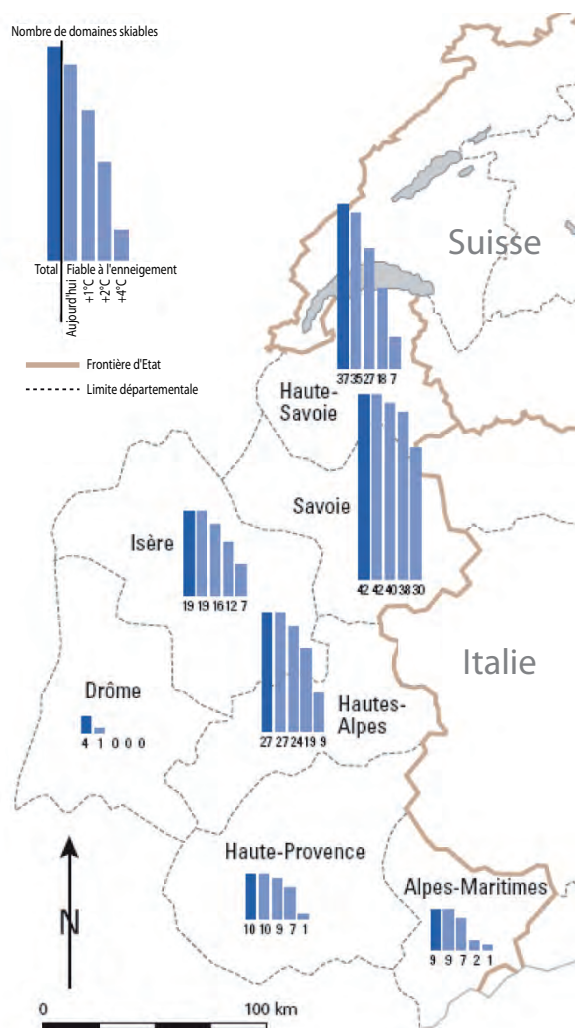 Nombre de domaines skiables
Total
Fiable à l'enneigement
Aujourd'hui
+1°C
+2°C
+4°C
Frontière d'Etat
Limite départementale
Suisse
37 35 27 18 7
Haute-
Savoie
Savoie
42 42 40 38 30
Isère
19 19 16 12 7
Italie
Drôme
4 1 0 0 0
Hautes-
Alpes
27 27 24 19 9
Haute-Provence
10 10 9 7 1
Alpes-Maritimes
9 9 7 2 1
N
0 100 km